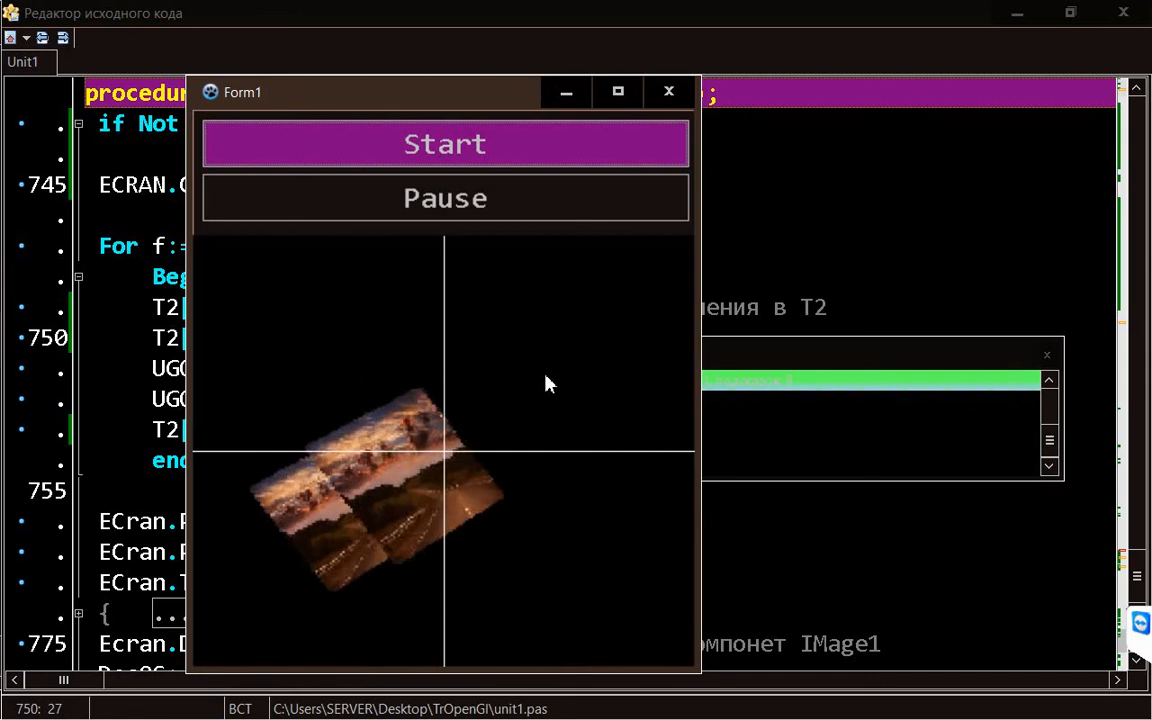 Редактор исходного кода
Unit1
procedur
;
Form1
if Not
Start
745 ECRAN.
Pause
For f:=
Beg
T2
ления в T2
750 T2
UGO
UGO
T2
end
755
ECran.
ECran.
ECran.
{ ...
775 Ecran.
омпонет IMage1
750: 27
ВСТ
C:\Users\SERVER\Desktop\TrOpenGl\unit1.pas